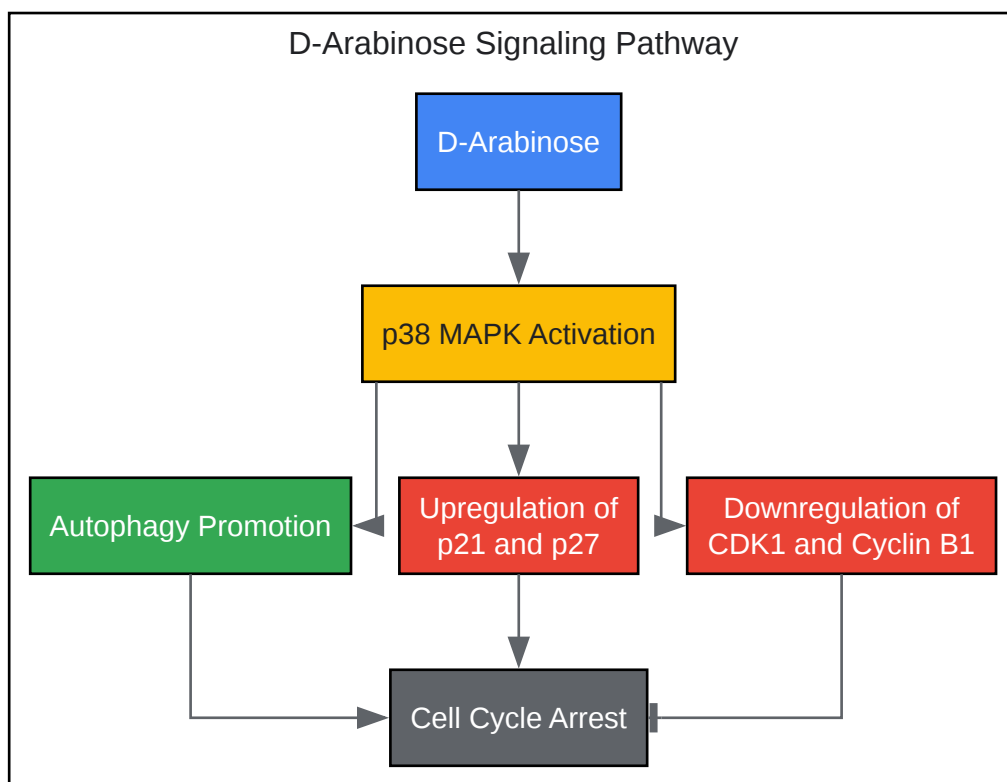 D-Arabinose Signaling Pathway
D-Arabinose
p38 MAPK Activation
Autophagy Promotion
Upregulation of
p21 and p27
Downregulation of
CDK1 and Cyclin B1
Cell Cycle Arrest